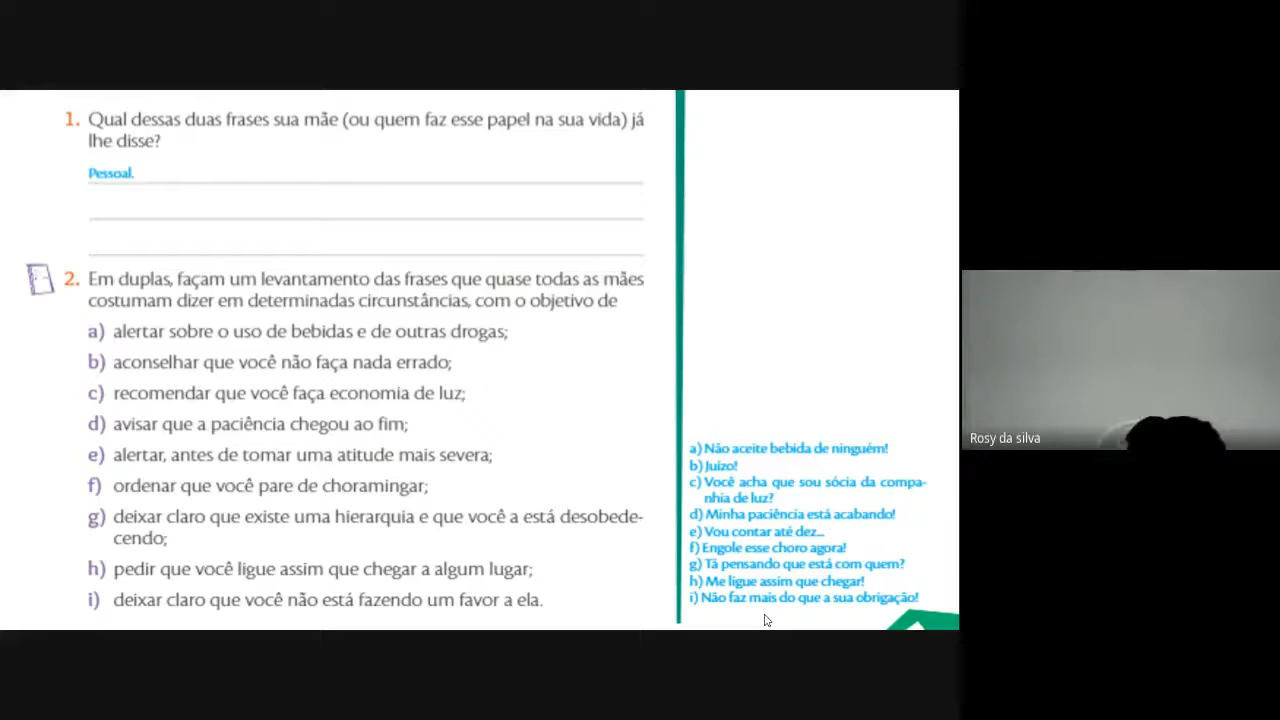 1. Qual dessas duas frases sua mãe (ou quem faz esse papel na sua vida) já
lhe disse?
Pessoal.
2. Em duplas, façam um levantamento das frases que quase todas as mães
costumam dizer em determinadas circunstâncias, com o objetivo de
a) alertar sobre o uso de bebidas e de outras drogas;
b) aconselhar que você não faça nada errado;
c) recomendar que você faça economia de luz;
d) avisar que a paciência chegou ao fim;
e) alertar, antes de tomar uma atitude mais severa;
f) ordenar que você pare de choramingar;
g) deixar claro que existe uma hierarquia e que você a está desobede-
cendo;
h) pedir que você ligue assim que chegar a algum lugar;
i) deixar claro que você não está fazendo um favor a ela.
a) Não aceite bebida de ninguém!
b) Juízo!
c) Você acha que sou sócia da compa-
nhia de luz?
d) Minha paciência está acabando!
e) Vou contar até dez...
f) Engole esse choro agora!
g) Tá pensando que está com quem?
h) Me ligue assim que chegar!
i) Não faz mais do que a sua obrigação!
Rosy da silva